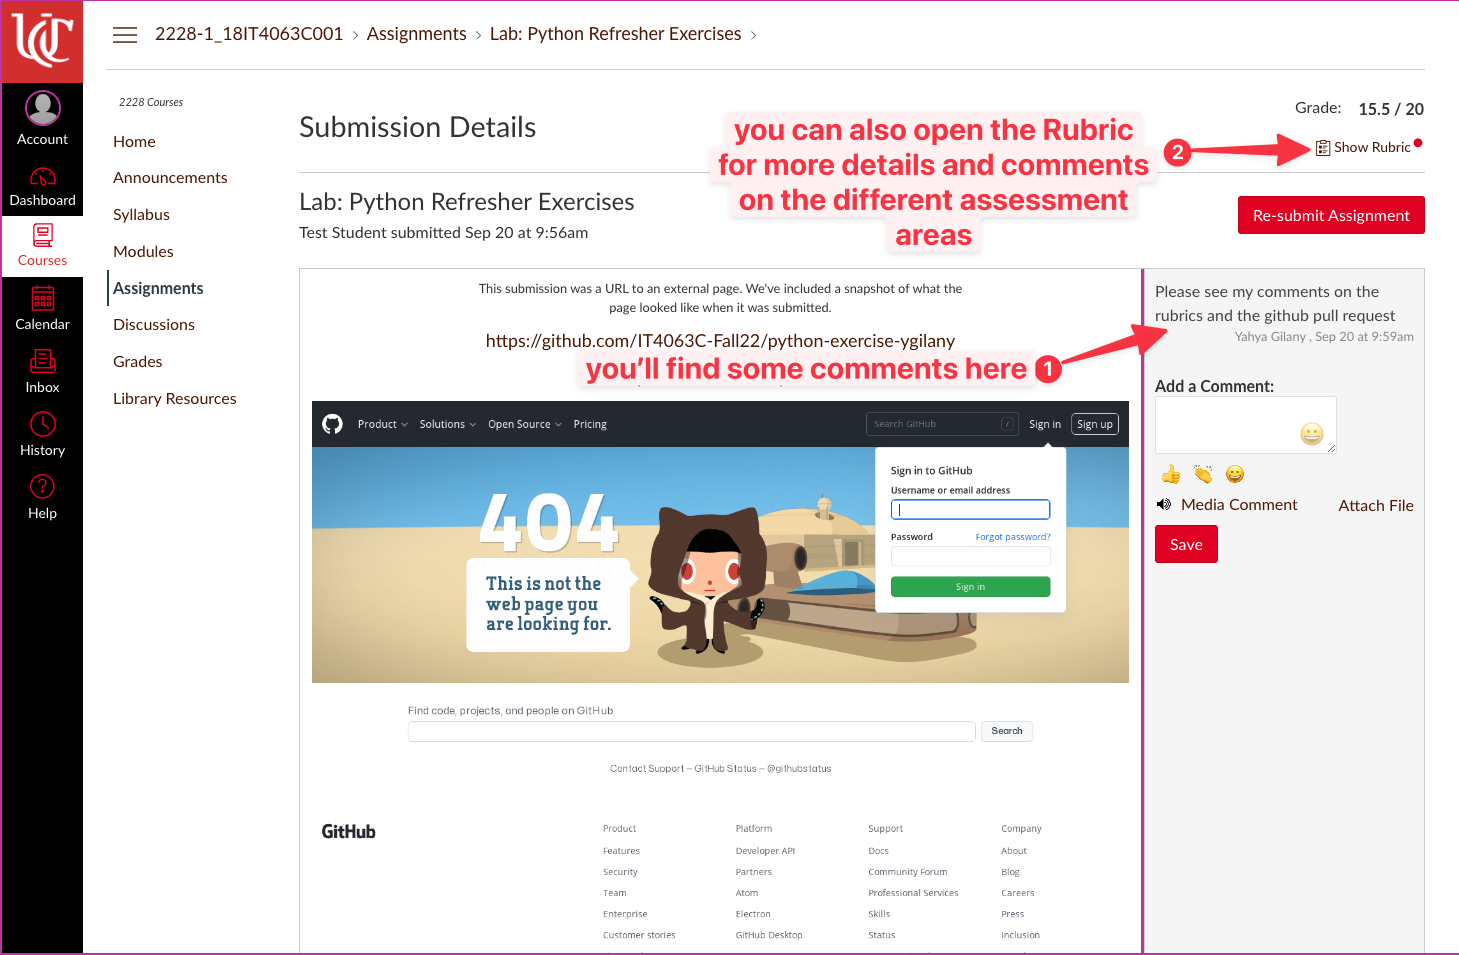 UC
2228-1_18IT4063C001 > Assignments > Lab: Python Refresher Exercises >
Account
Dashboard
Courses
Calendar
Inbox
History
Help
2228 Courses
Home
Announcements
Syllabus
Modules
Assignments
Discussions
Grades
Library Resources
Submission Details
Grade: 15.5 / 20
Show Rubric
you can also open the Rubric
for more details and comments
on the different assessment
areas
2
Lab: Python Refresher Exercises
Test Student submitted Sep 20 at 9:56am
Re-submit Assignment
This submission was a URL to an external page. We've included a snapshot of what the
page looked like when it was submitted.
https://github.com/IT4063C-Fall22/python-exercise-ygilany
you'll find some comments here
1
Product
Solutions
Open Source
Pricing
Search GitHub
/
Sign in
Sign up
404
This is not the
web page you
are looking for.
Sign in to GitHub
Username or email address
Password
Forgot password?
Sign in
Find code, projects, and people on GitHub:
Search
Contact Support — GitHub Status — @githubstatus
GitHub
Product
Features
Security
Team
Enterprise
Customer stories
Platform
Developer API
Partners
Atom
Electron
GitHub Desktop
Support
Docs
Community Forum
Professional Services
Skills
Status
Company
About
Blog
Careers
Press
Inclusion
Please see my comments on the
rubrics and the github pull request
Yahya Gilany , Sep 20 at 9:59am
Add a Comment:
Media Comment
Attach File
Save